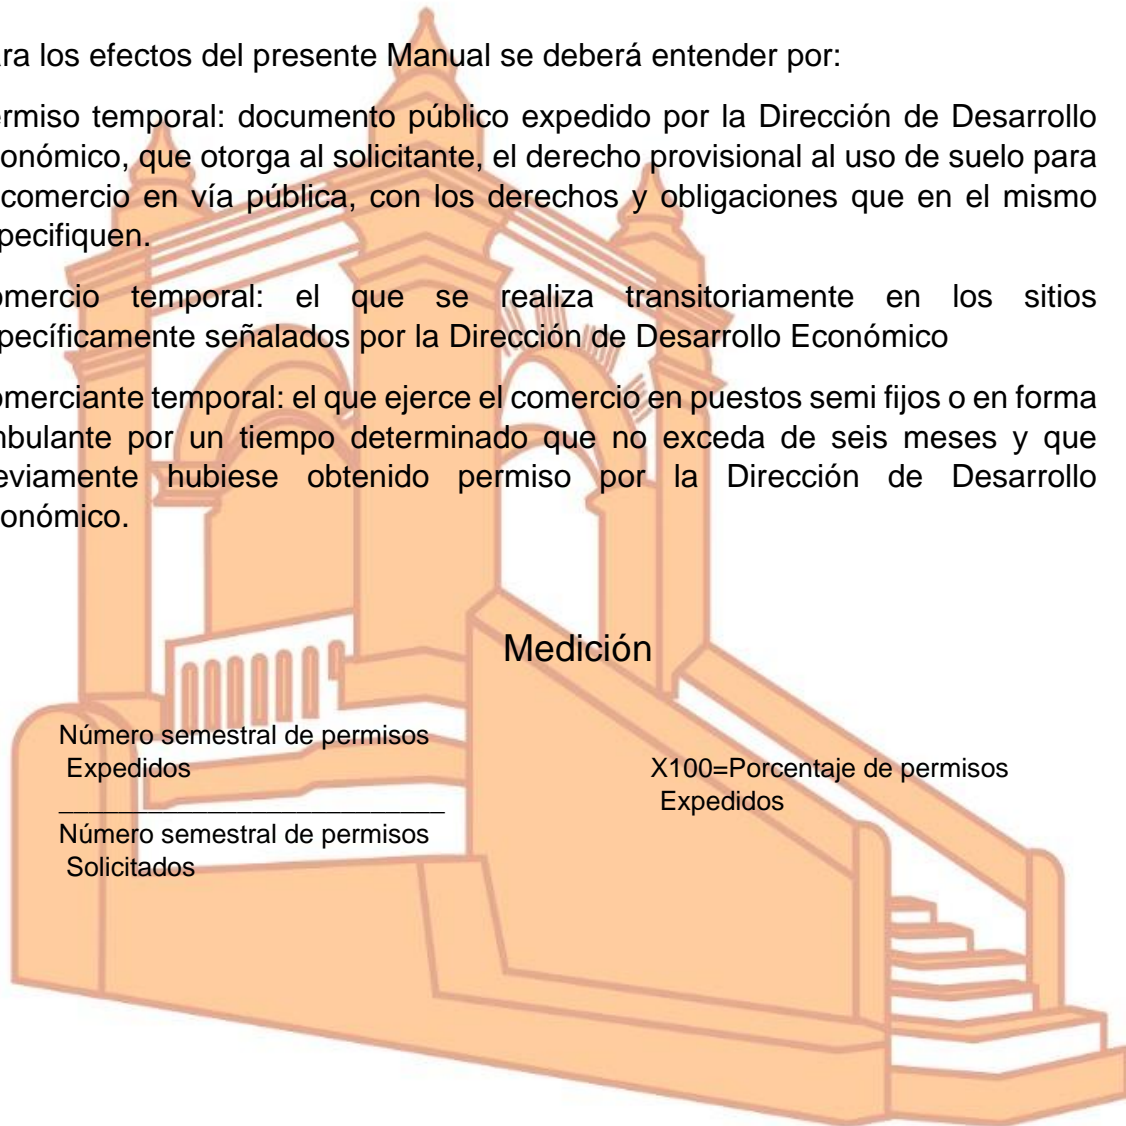 ara los efectos del presente Manual se deberá entender por:
ermiso temporal: documento público expedido por la Dirección de Desarrollo
onómico, que otorga al solicitante, el derecho provisional al uso de suelo para
comercio en vía pública, con los derechos y obligaciones que en el mismo
pecifiquen.
omercio temporal: el que se realiza transitoriamente en los sitios
pecíficamente señalados por la Dirección de Desarrollo Económico
omerciante temporal: el que ejerce el comercio en puestos semi fijos o en forma
mbulante por un tiempo determinado que no exceda de seis meses y que
eviamente hubiese obtenido permiso por la Dirección de Desarrollo
onómico.
Medición
Número semestral de permisos
Expedidos
X100=Porcentaje de permisos
Expedidos
___________________________
Número semestral de permisos
Solicitados